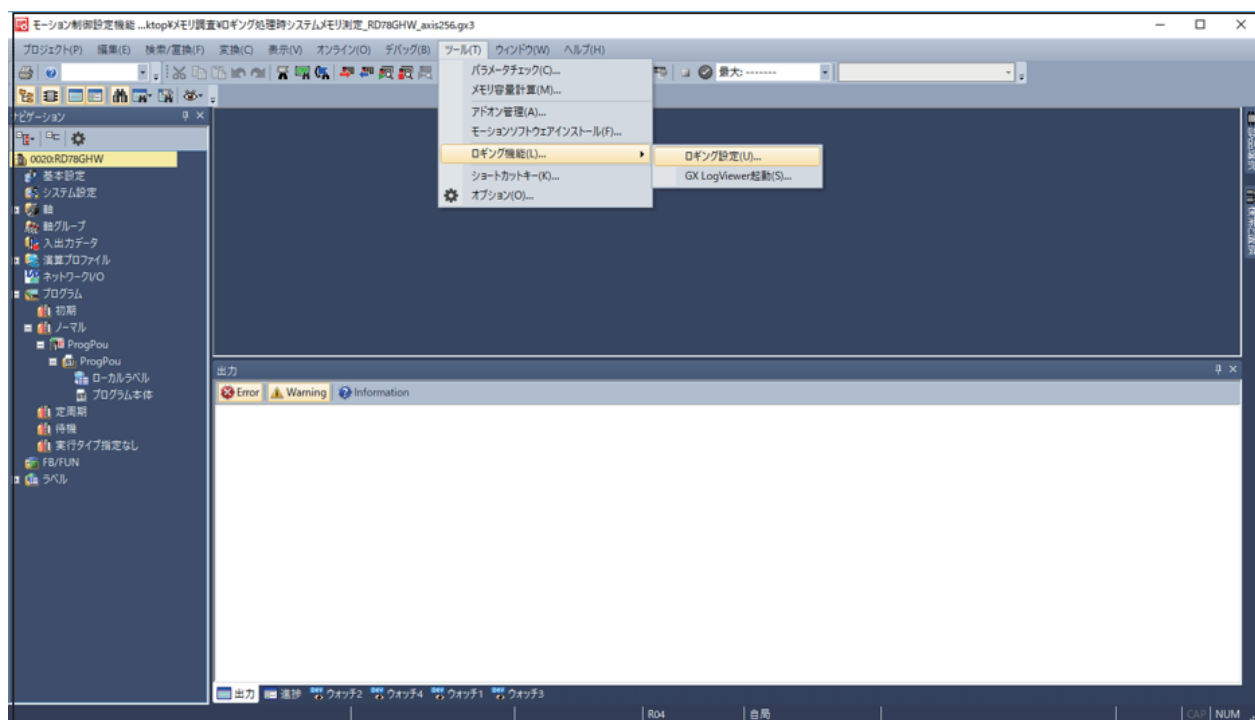 モーション制御設定機能 ...ktop¥メモリ調査¥ロギング処理時システムメモリ測定_RD78GHW_axis256.gx3
プロジェクト(P) 編集(E) 検索/置換(F) 変換(C) 表示(V) オンライン(O) デバッグ(B) ツール(T) ウィンドウ(W) ヘルプ(H)
最大: -------
パラメータチェック(C)...
メモリ容量計算(M)...
アドオン管理(A)...
モーションソフトウェアインストール(F)...
ロギング機能(L)...
ロギング設定(U)...
GX LogViewer起動(S)...
ショートカットキー(K)...
オプション(O)...
ナビゲーション
0020:RD78GHW
基本設定
システム設定
軸
軸グループ
入出力データ
演算プロファイル
ネットワークI/O
プログラム
初期
ノーマル
ProgPou
ProgPou
ローカルラベル
プログラム本体
定周期
待機
実行タイプ指定なし
FB/FUN
ラベル
出力
Error Warning Information
出力 進捗 ウォッチ2 ウォッチ4 ウォッチ1 ウォッチ3
R04 自局 CAP NUM